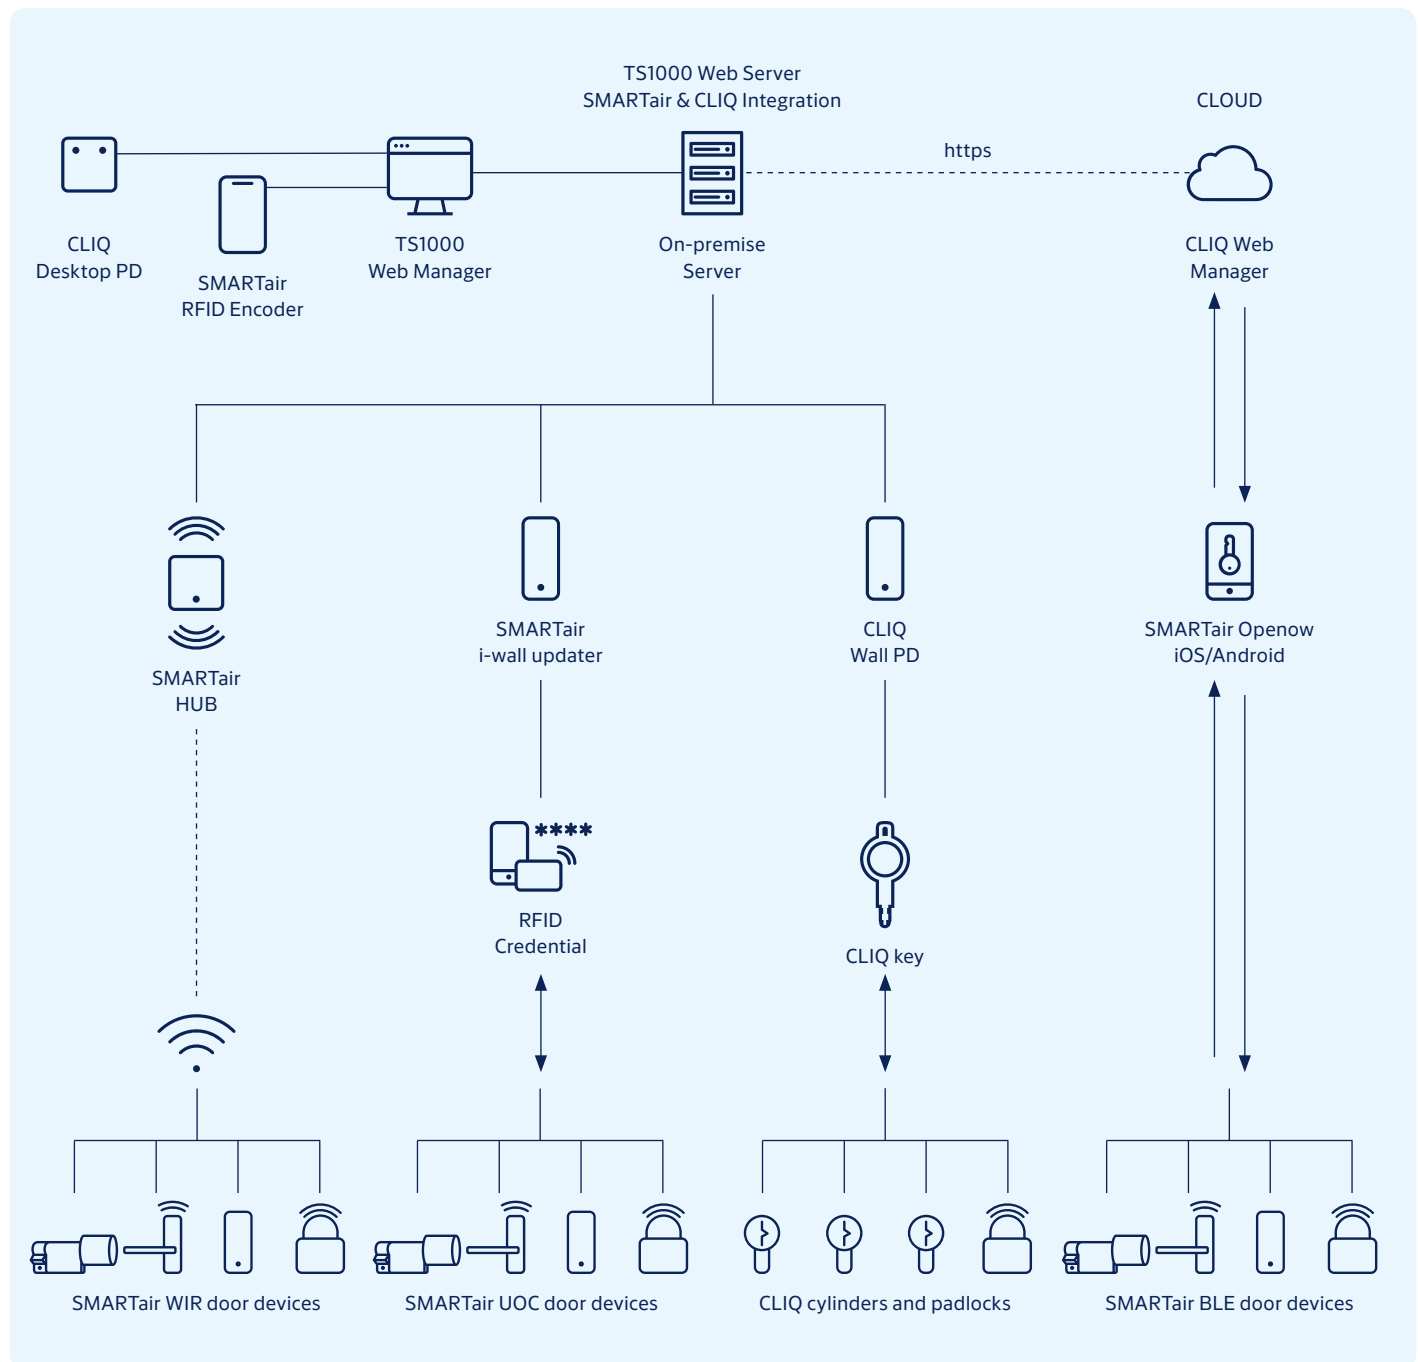 TS1000 Web Server
SMARTair & CLIQ Integration
CLOUD
https
CLIQ
Desktop PD
SMARTair
RFID Encoder
TS1000
Web Manager
On-premise
Server
CLIQ Web
Manager
SMARTair
HUB
SMARTair
i-wall updater
CLIQ
Wall PD
SMARTair Openow
iOS/Android
****
RFID
Credential
CLIQ key
SMARTair WIR door devices
SMARTair UOC door devices
CLIQ cylinders and padlocks
SMARTair BLE door devices